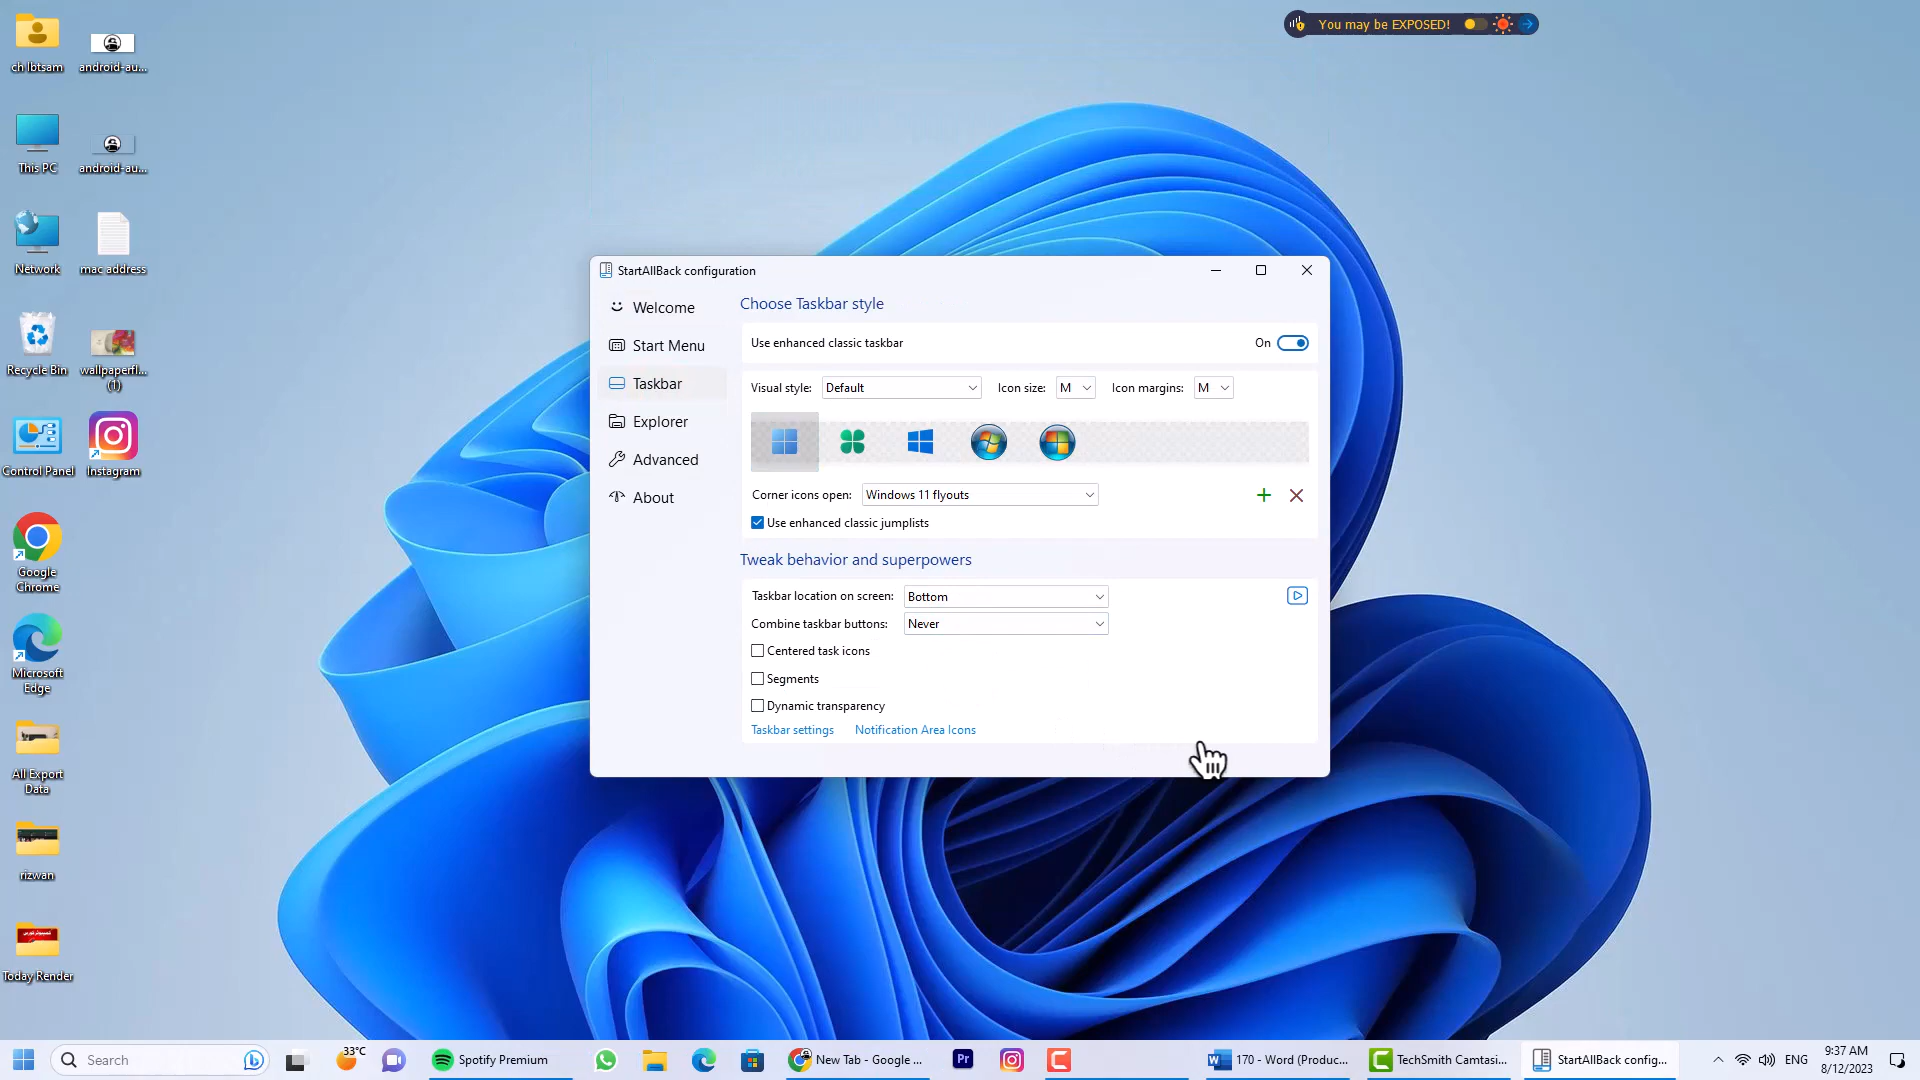 You may be EXPOSED!
ch Ibtsam
android-au...
This PC
android-au...
Network
mac address
Recycle Bin
wallpaperfl...
(1)
Control Panel
Instagram
Google
Chrome
Microsoft
Edge
All Export
Data
rizwan
Today Render
StartAllBack configuration
Welcome
Start Menu
Taskbar
Explorer
Advanced
About
Choose Taskbar style
Use enhanced classic taskbar
On
Visual style: Default
Icon size: M
Icon margins: M
Corner icons open: Windows 11 flyouts
Use enhanced classic jumplists
Tweak behavior and superpowers
Taskbar location on screen: Bottom
Combine taskbar buttons: Never
Centered task icons
Segments
Dynamic transparency
Taskbar settings
Notification Area Icons
Search
33°C
Spotify Premium
New Tab - Google ...
Pr
170 - Word (Produc...
TechSmith Camtasi...
StartAllBack config...
ENG
9:37 AM
8/12/2023